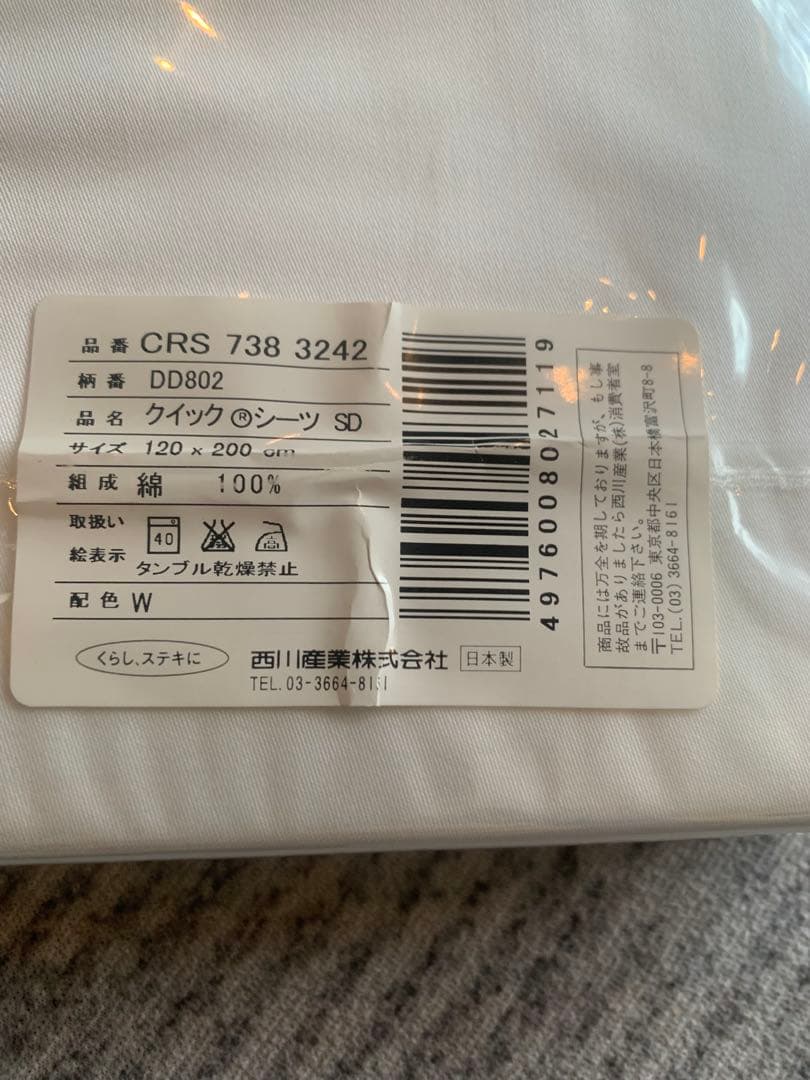 品番 CRS 738 3242
柄番 DD802
品名 クイック®シーツ SD
サイズ 120 x 200 cm
組成 綿 100%
取扱い
絵表示
40
高
タンブル乾燥禁止
配色 W
くらし、ステキに
西川産業株式会社 日本製
TEL.03-3664-8161
4976008027119
商品には万全を期しておりますが、もし事
故品がありましたら西川産業(株)消費者室
までご連絡下さい。
〒103-0006 東京都中央区日本橋富沢町8-8
TEL.(03)3664-8161